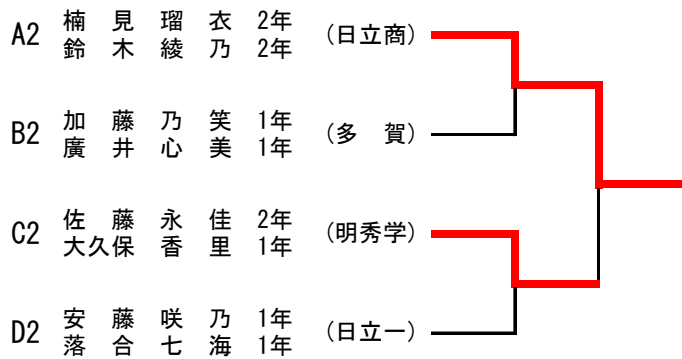 A2 楠見瑠衣 2年 (日立商)
鈴木綾乃 2年
B2 加藤乃笑 1年 (多賀)
廣井心美 1年
C2 佐藤永佳 2年 (明秀学)
大久保香里 1年
D2 安藤咲乃 1年 (日立一)
落合七海 1年